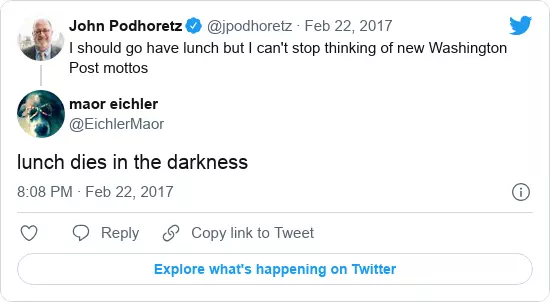 John Podhoretz @jpodhoretz · Feb 22, 2017
I should go have lunch but I can't stop thinking of new Washington
Post mottos
maor eichler
@EichlerMaor
lunch dies in the darkness
8:08 PM · Feb 22, 2017
Reply Copy link to Tweet
Explore what's happening on Twitter